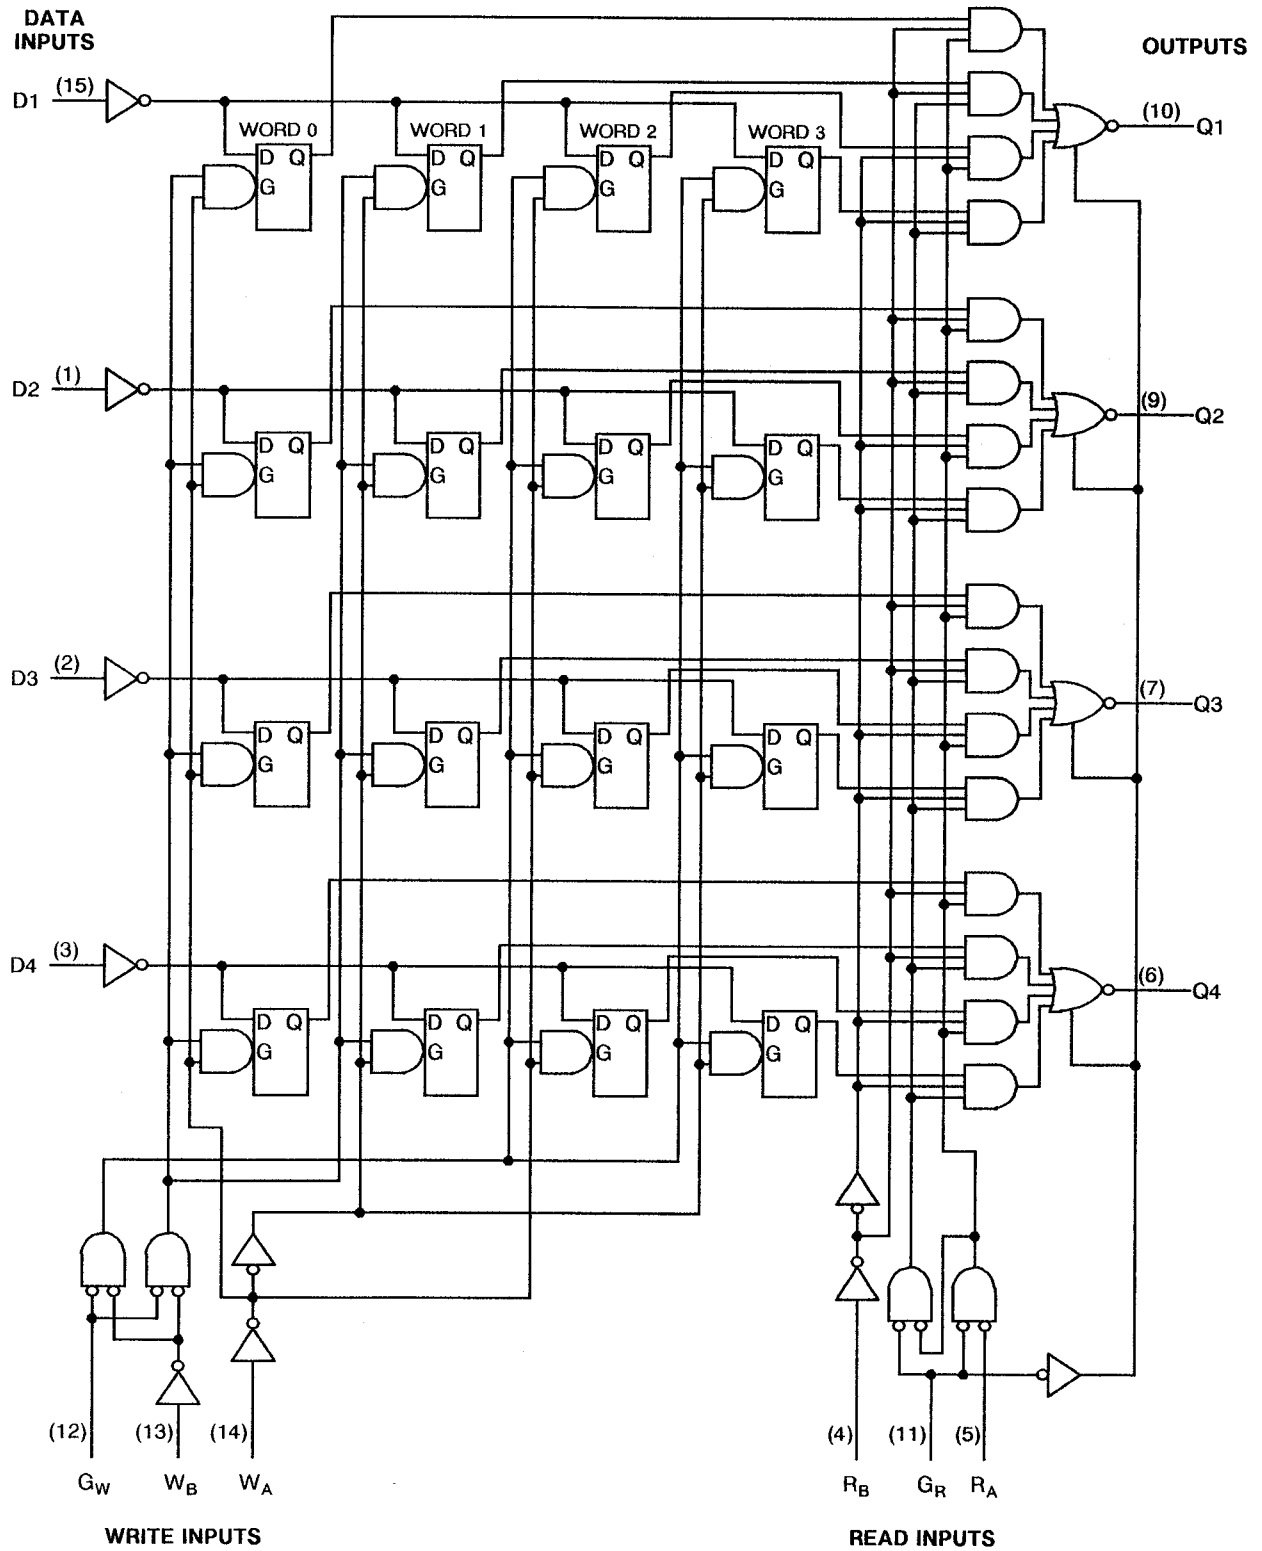 DATA
INPUTS
OUTPUTS
D1 (15)
(10) Q1
WORD 0 WORD 1 WORD 2 WORD 3
D Q D Q D Q D Q
G G G G
D2 (1)
(9) Q2
D Q D Q D Q D Q
G G G G
D3 (2)
(7) Q3
D Q D Q D Q D Q
G G G G
D4 (3)
(6) Q4
D Q D Q D Q D Q
G G G G
(12) (13) (14) (4) (11) (5)
GW WB WA RB GR RA
WRITE INPUTS READ INPUTS